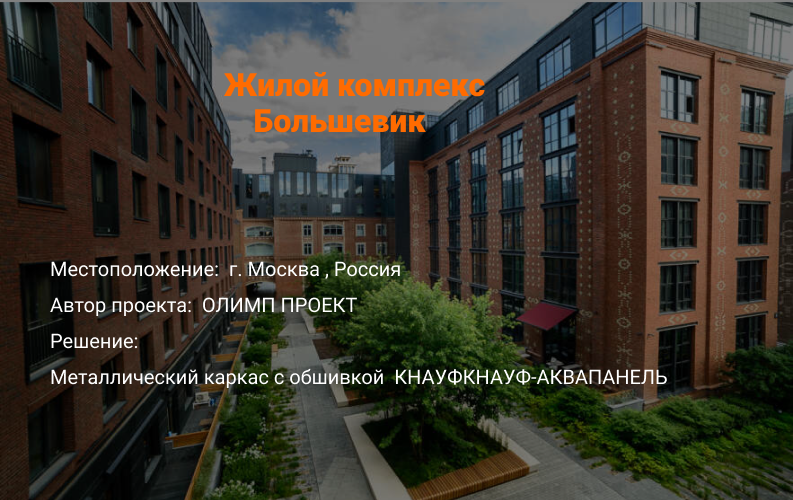 Жилой комплекс
Большевик
Местоположение: г. Москва , Россия
Автор проекта: ОЛИМП ПРОЕКТ
Решение:
Металлический каркас с обшивкой КНАУФКНАУФ-АКВАПАНЕЛЬ